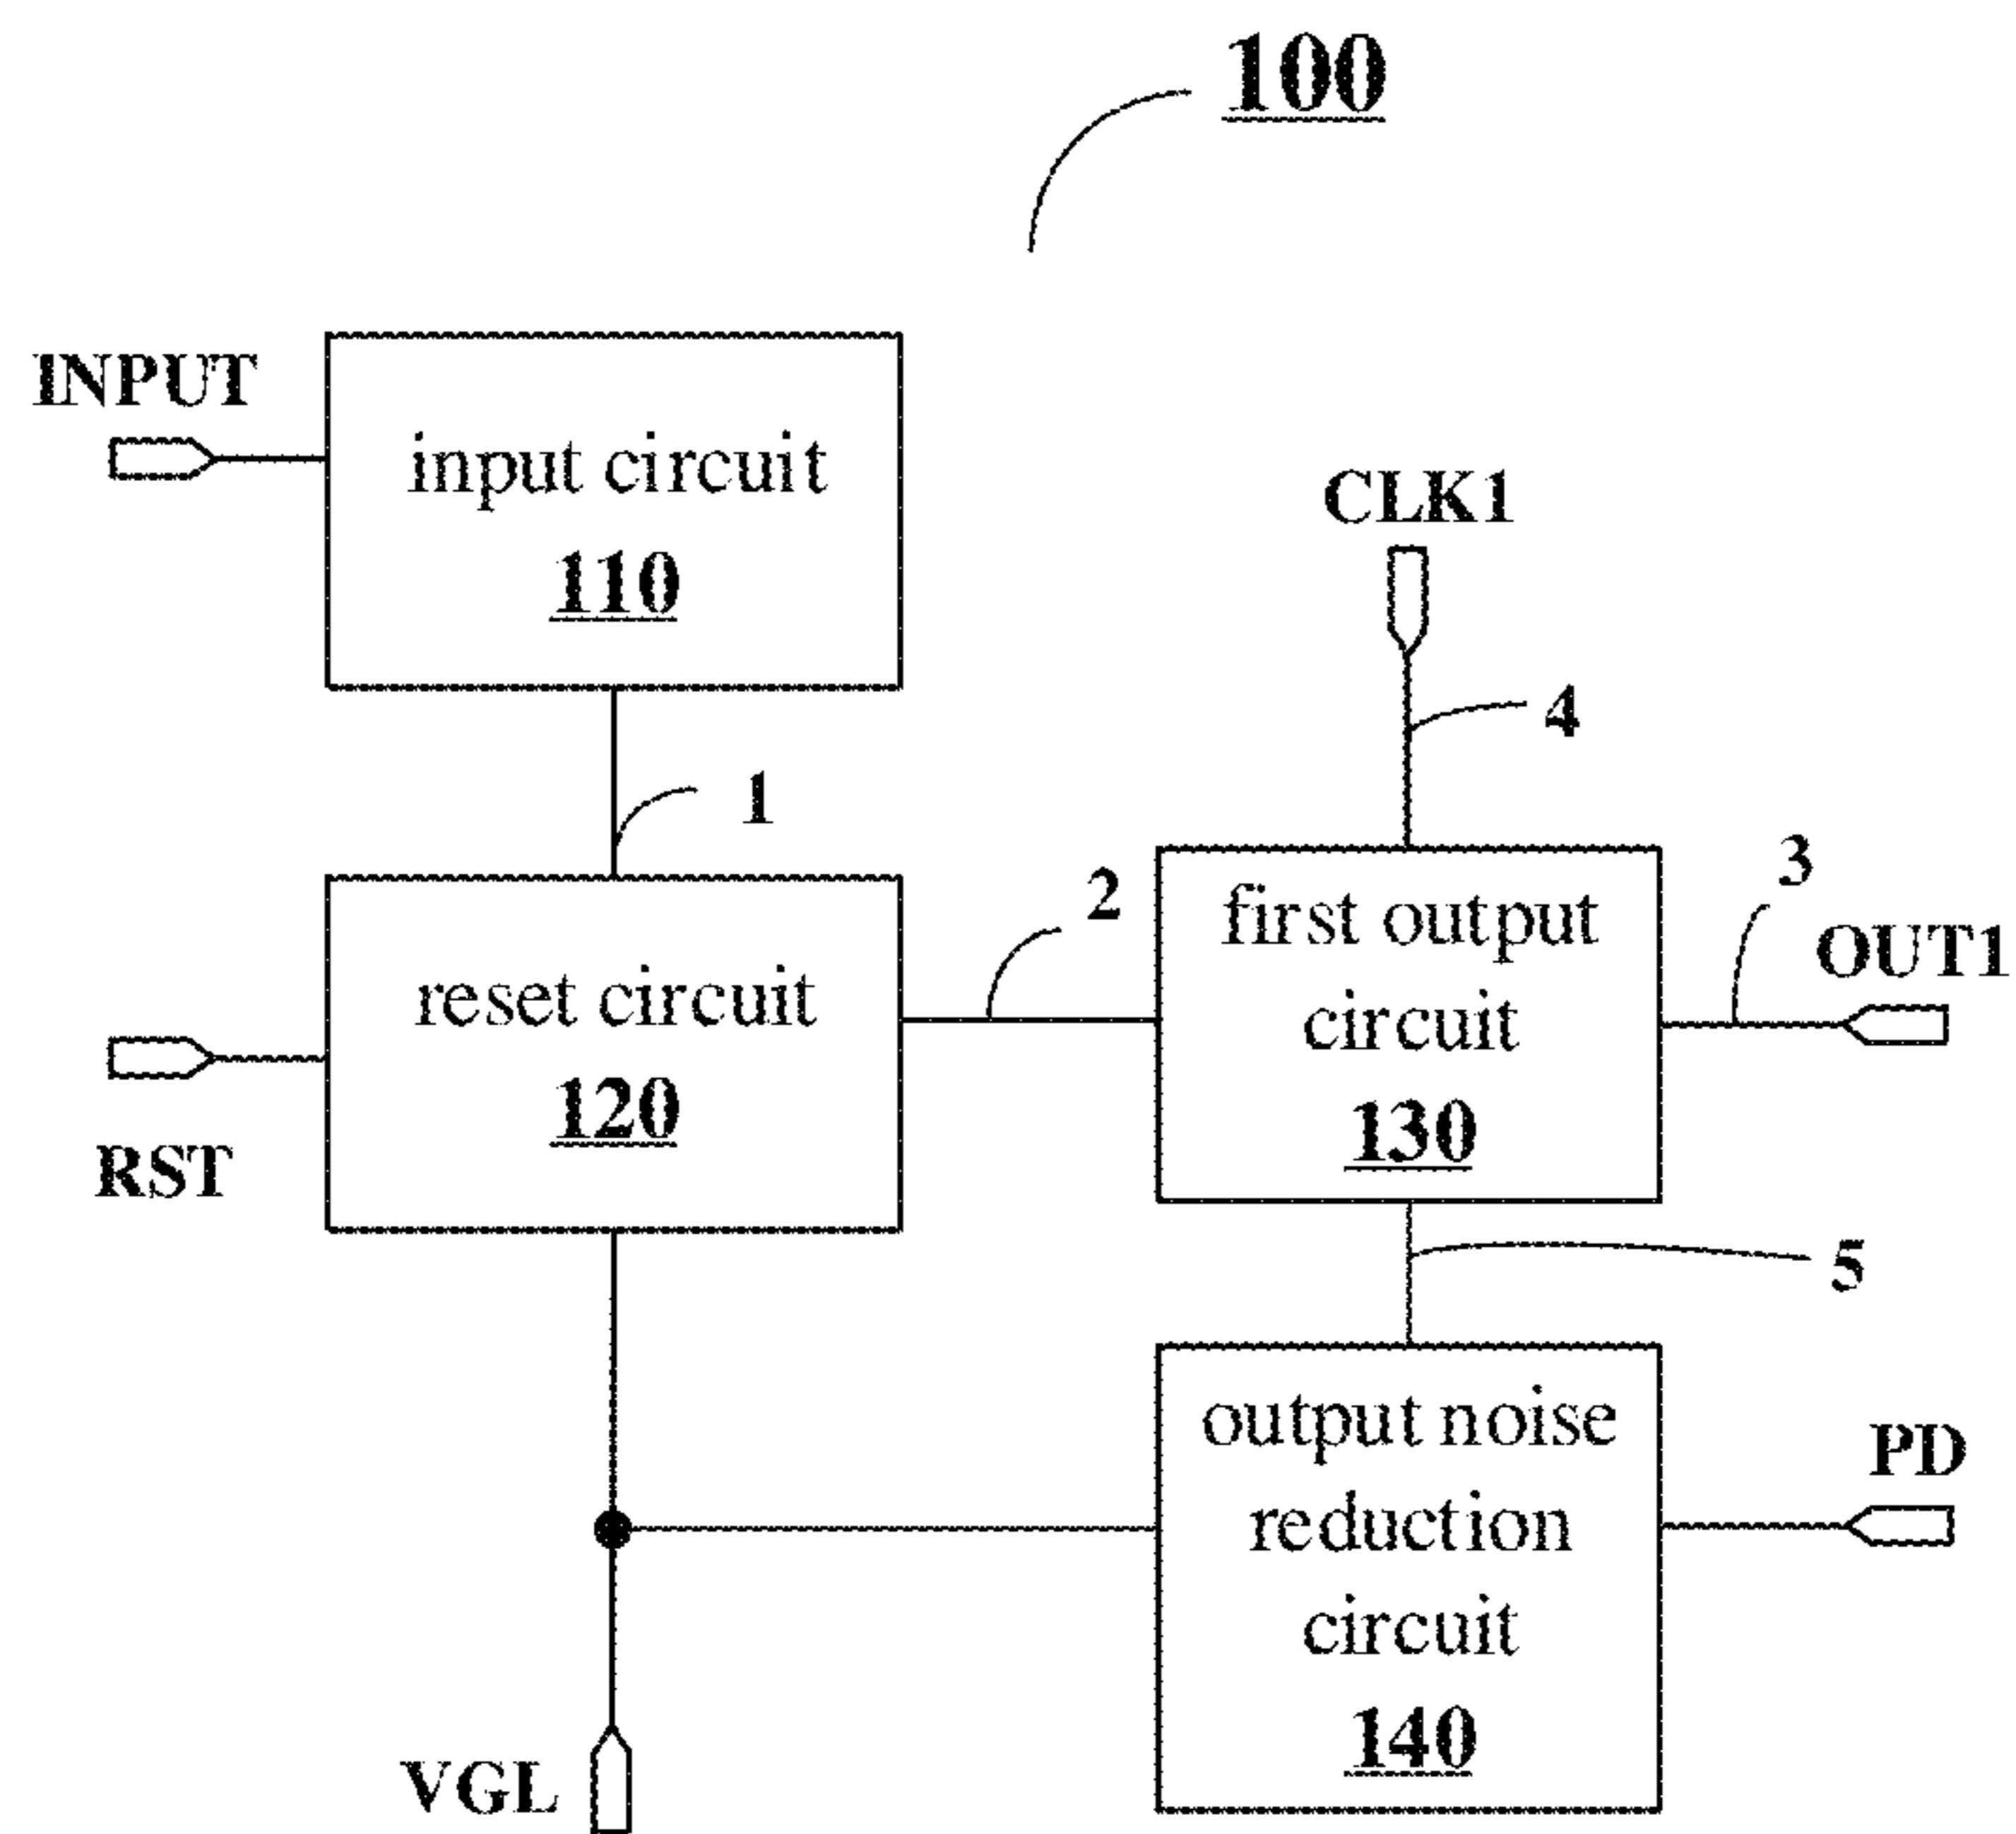 100
INPUT
input circuit
110
CLK1
4
1
3
2
first output
circuit
130
OUT1
reset circuit
120
RST
5
output noise
reduction
circuit
140
PD
VGL